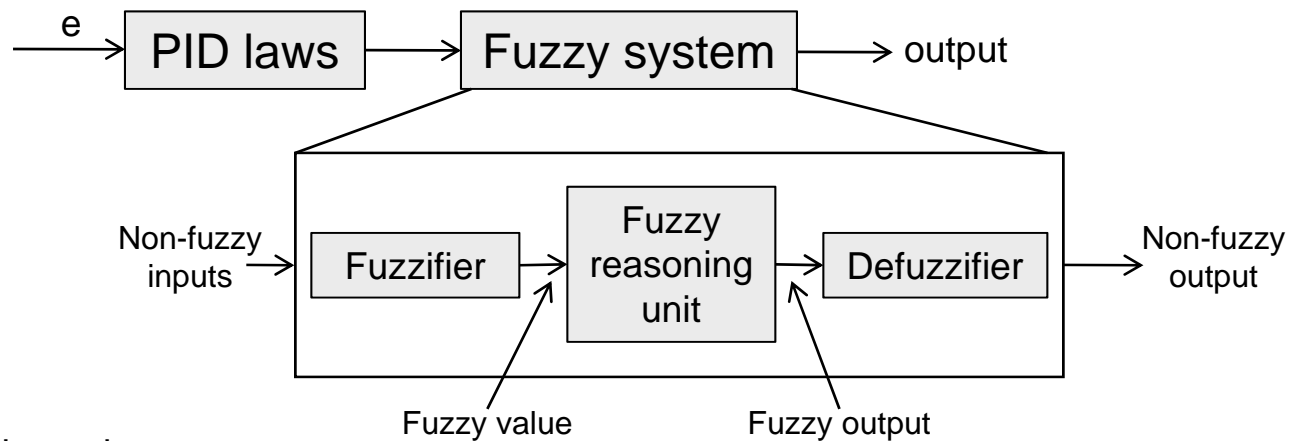 e
PID laws
Fuzzy system
output
Non-fuzzy
inputs
Fuzzifier
Fuzzy
reasoning
unit
Defuzzifier
Non-fuzzy
output
Fuzzy value
Fuzzy output